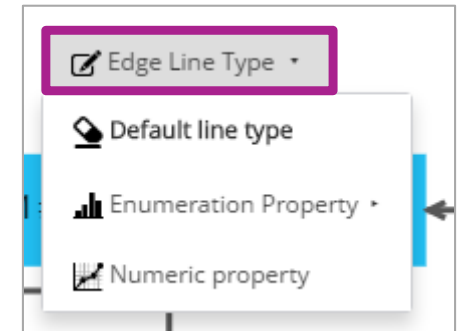 Edge Line Type
Default line type
Enumeration Property
Numeric property